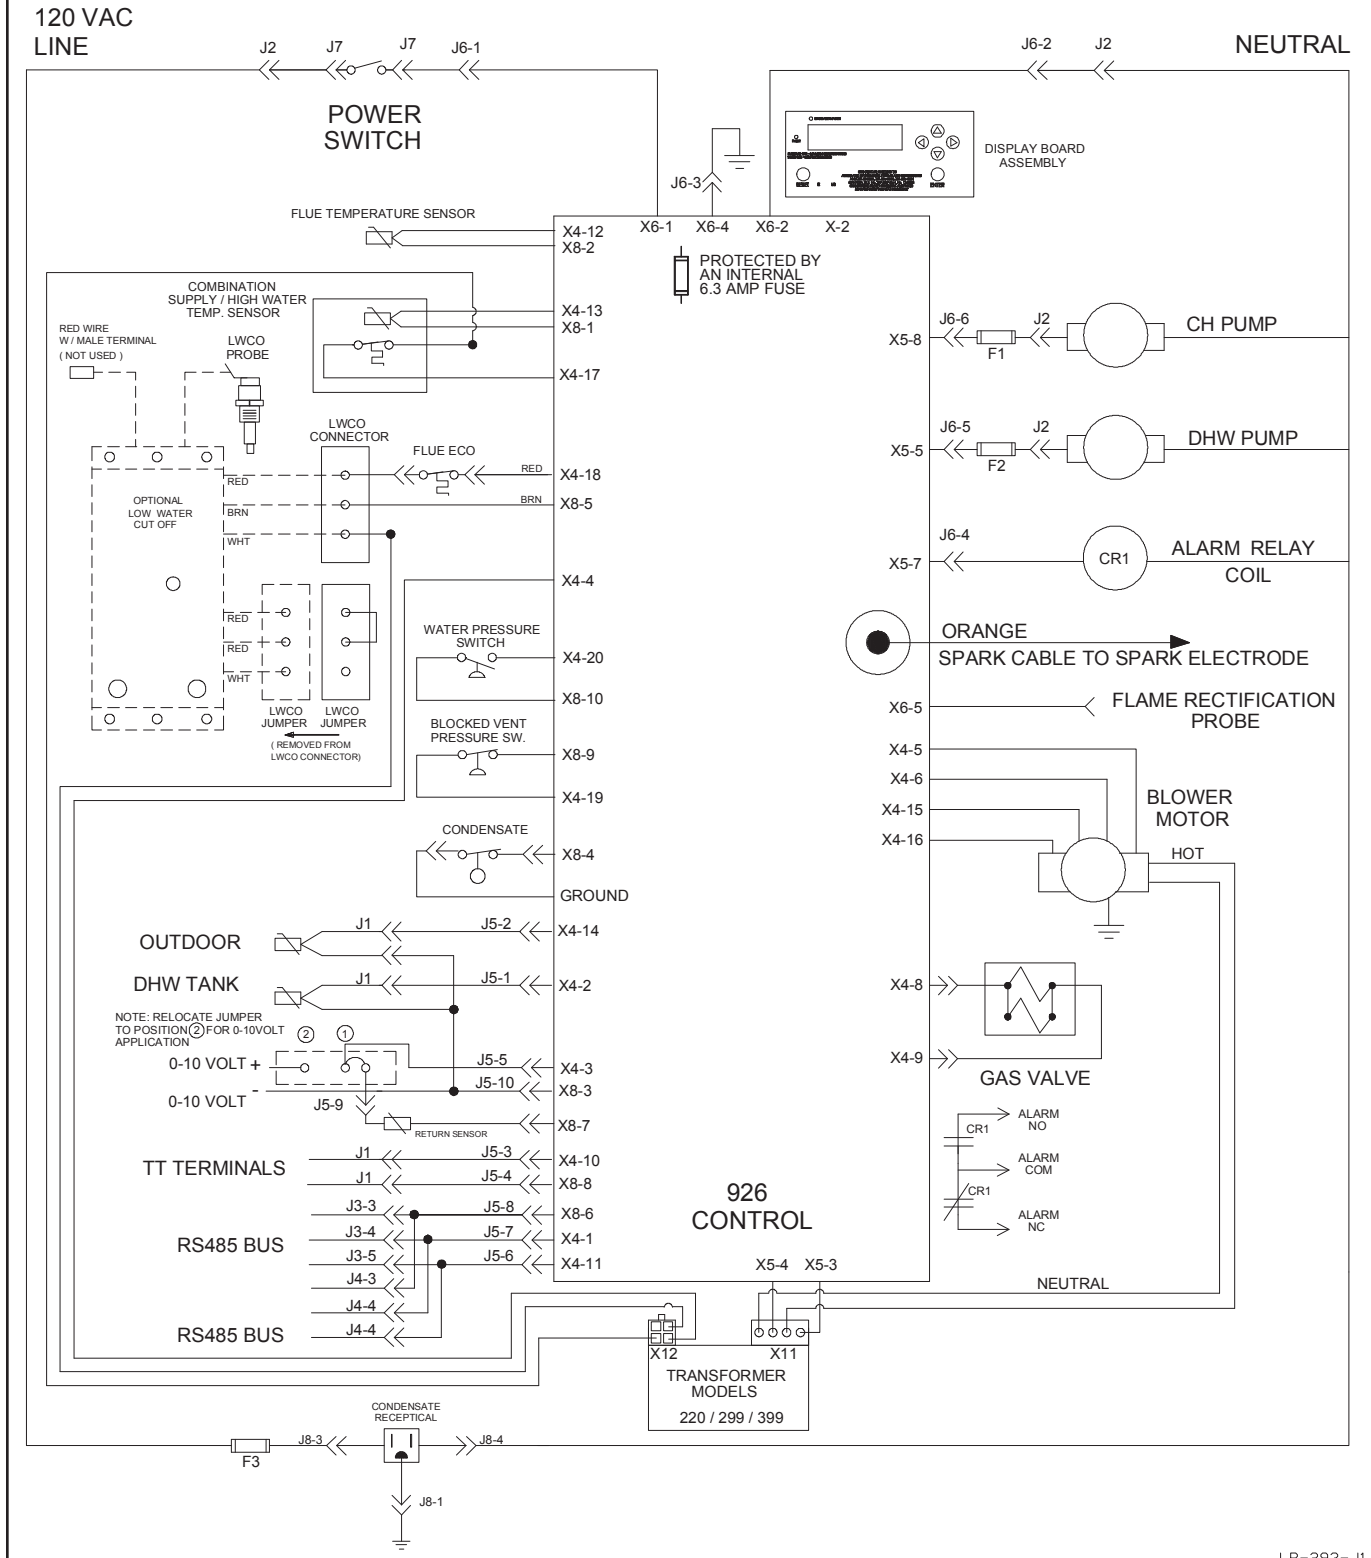 120 VAC
LINE
J2
J7
J7
J6-1
J6-2
J2
NEUTRAL
POWER
SWITCH
J6-3
DISPLAY BOARD
ASSEMBLY
RESET
ENTER
FLUE TEMPERATURE SENSOR
X4-12
X8-2
X6-1
X6-4
X6-2
X-2
PROTECTED BY
AN INTERNAL
6.3 AMP FUSE
COMBINATION
SUPPLY / HIGH WATER
TEMP. SENSOR
X4-13
X8-1
X4-17
RED WIRE
W / MALE TERMINAL
( NOT USED )
LWCO
PROBE
X5-8
J6-6
F1
J2
CH PUMP
LWCO
CONNECTOR
FLUE ECO
RED
X4-18
BRN
X8-5
X5-5
J6-5
F2
J2
DHW PUMP
OPTIONAL
LOW WATER
CUT OFF
RED
BRN
WHT
X4-4
X5-7
J6-4
CR1
ALARM RELAY
COIL
RED
RED
WHT
LWCO
JUMPER
LWCO
JUMPER
( REMOVED FROM
LWCO CONNECTOR)
WATER PRESSURE
SWITCH
X4-20
X8-10
ORANGE
SPARK CABLE TO SPARK ELECTRODE
X6-5
FLAME RECTIFICATION
PROBE
BLOCKED VENT
PRESSURE SW.
X8-9
X4-19
X4-5
X4-6
X4-15
X4-16
BLOWER
MOTOR
HOT
CONDENSATE
X8-4
GROUND
OUTDOOR
J1
J5-2
X4-14
DHW TANK
J1
J5-1
X4-2
X4-8
X4-9
GAS VALVE
NOTE: RELOCATE JUMPER
TO POSITION 2 FOR 0-10VOLT
APPLICATION
2
1
0-10 VOLT +
J5-5
X4-3
-
-
J5-10
X8-3
0-10 VOLT
J5-9
RETURN SENSOR
X8-7
TT TERMINALS
J1
J5-3
X4-10
J1
J5-4
X8-8
RS485 BUS
J3-3
J5-8
X8-6
J3-4
J5-7
X4-1
J3-5
J5-6
X4-11
RS485 BUS
J4-3
J4-4
J4-4
CR1
ALARM
NO
ALARM
COM
CR1
ALARM
NC
926
CONTROL
X5-4
X5-3
NEUTRAL
X12
X11
TRANSFORMER
MODELS
220 / 299 / 399
CONDENSATE
RECEPTICAL
F3
J8-3
J8-4
J8-1